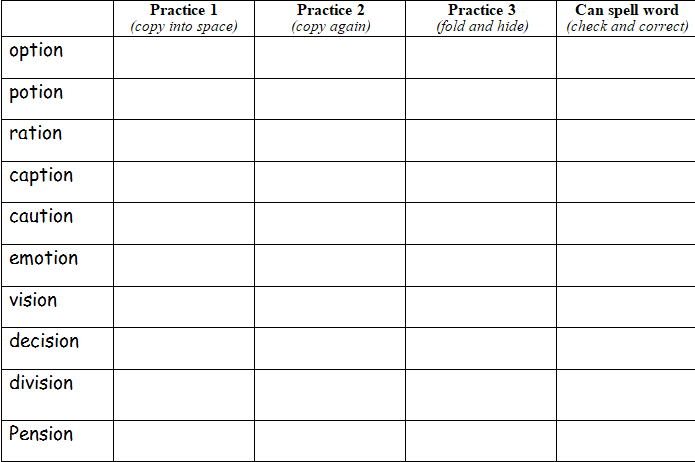 Practice 1 Practice 2 Practice 3 Can spell word
(copy into space) (copy again) (fold and hide) (check and correct)
option
potion
ration
caption
caution
emotion
vision
decision
division
Pension